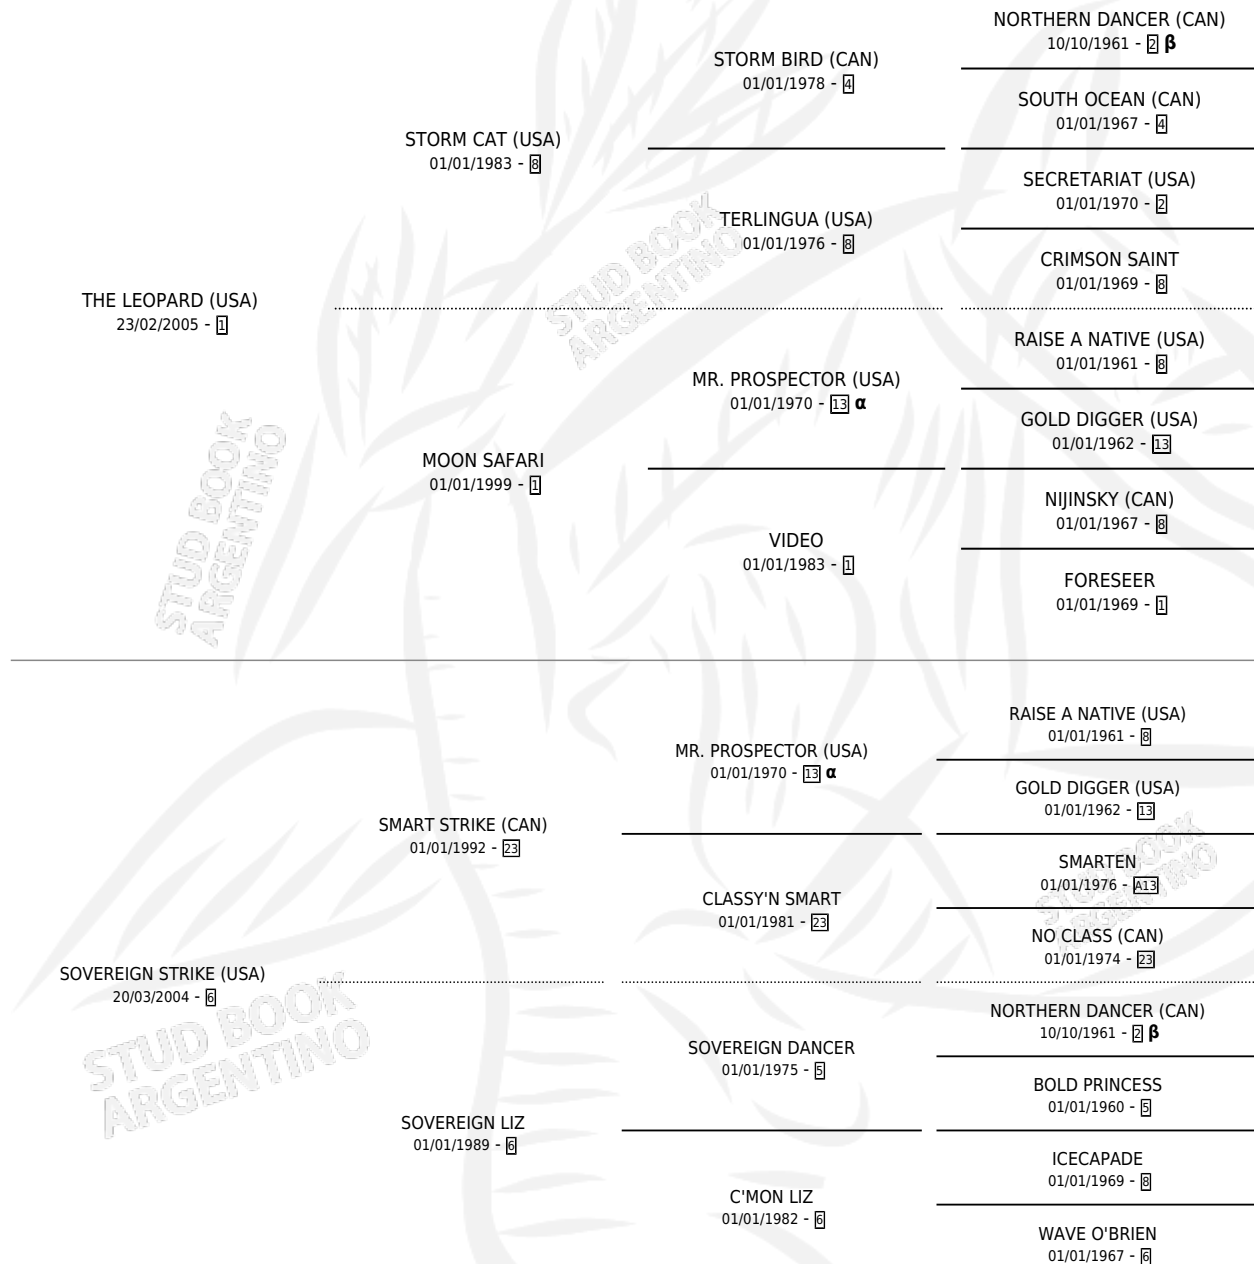 NORTHERN DANCER (CAN)
10/10/1961 - 2 β
STORM BIRD (CAN)
01/01/1978 - 4
SOUTH OCEAN (CAN)
01/01/1967 - 4
STORM CAT (USA)
01/01/1983 - 8
SECRETARIAT (USA)
01/01/1970 - 2
TERLINGUA (USA)
01/01/1976 - 8
CRIMSON SAINT
01/01/1969 - 8
THE LEOPARD (USA)
23/02/2005 - 1
RAISE A NATIVE (USA)
01/01/1961 - 8
MR. PROSPECTOR (USA)
01/01/1970 - 13 α
GOLD DIGGER (USA)
01/01/1962 - 13
MOON SAFARI
01/01/1999 - 1
NIJINSKY (CAN)
01/01/1967 - 8
VIDEO
01/01/1983 - 1
FORESEER
01/01/1969 - 1
RAISE A NATIVE (USA)
01/01/1961 - 8
MR. PROSPECTOR (USA)
01/01/1970 - 13 α
GOLD DIGGER (USA)
01/01/1962 - 13
SMART STRIKE (CAN)
01/01/1992 - 23
SMARTEN
01/01/1976 - A13
CLASSY'N SMART
01/01/1981 - 23
NO CLASS (CAN)
01/01/1974 - 23
SOVEREIGN STRIKE (USA)
20/03/2004 - 6
NORTHERN DANCER (CAN)
10/10/1961 - 2 β
SOVEREIGN DANCER
01/01/1975 - 5
BOLD PRINCESS
01/01/1960 - 5
SOVEREIGN LIZ
01/01/1989 - 6
ICECAPADE
01/01/1969 - 8
C'MON LIZ
01/01/1982 - 6
WAVE O'BRIEN
01/01/1967 - 6
STUD BOOK
ARGENTINO
STUD BOOK
ARGENTINO
STUD BOOK
ARGENTINO
STUD BOOK
ARGENTINO